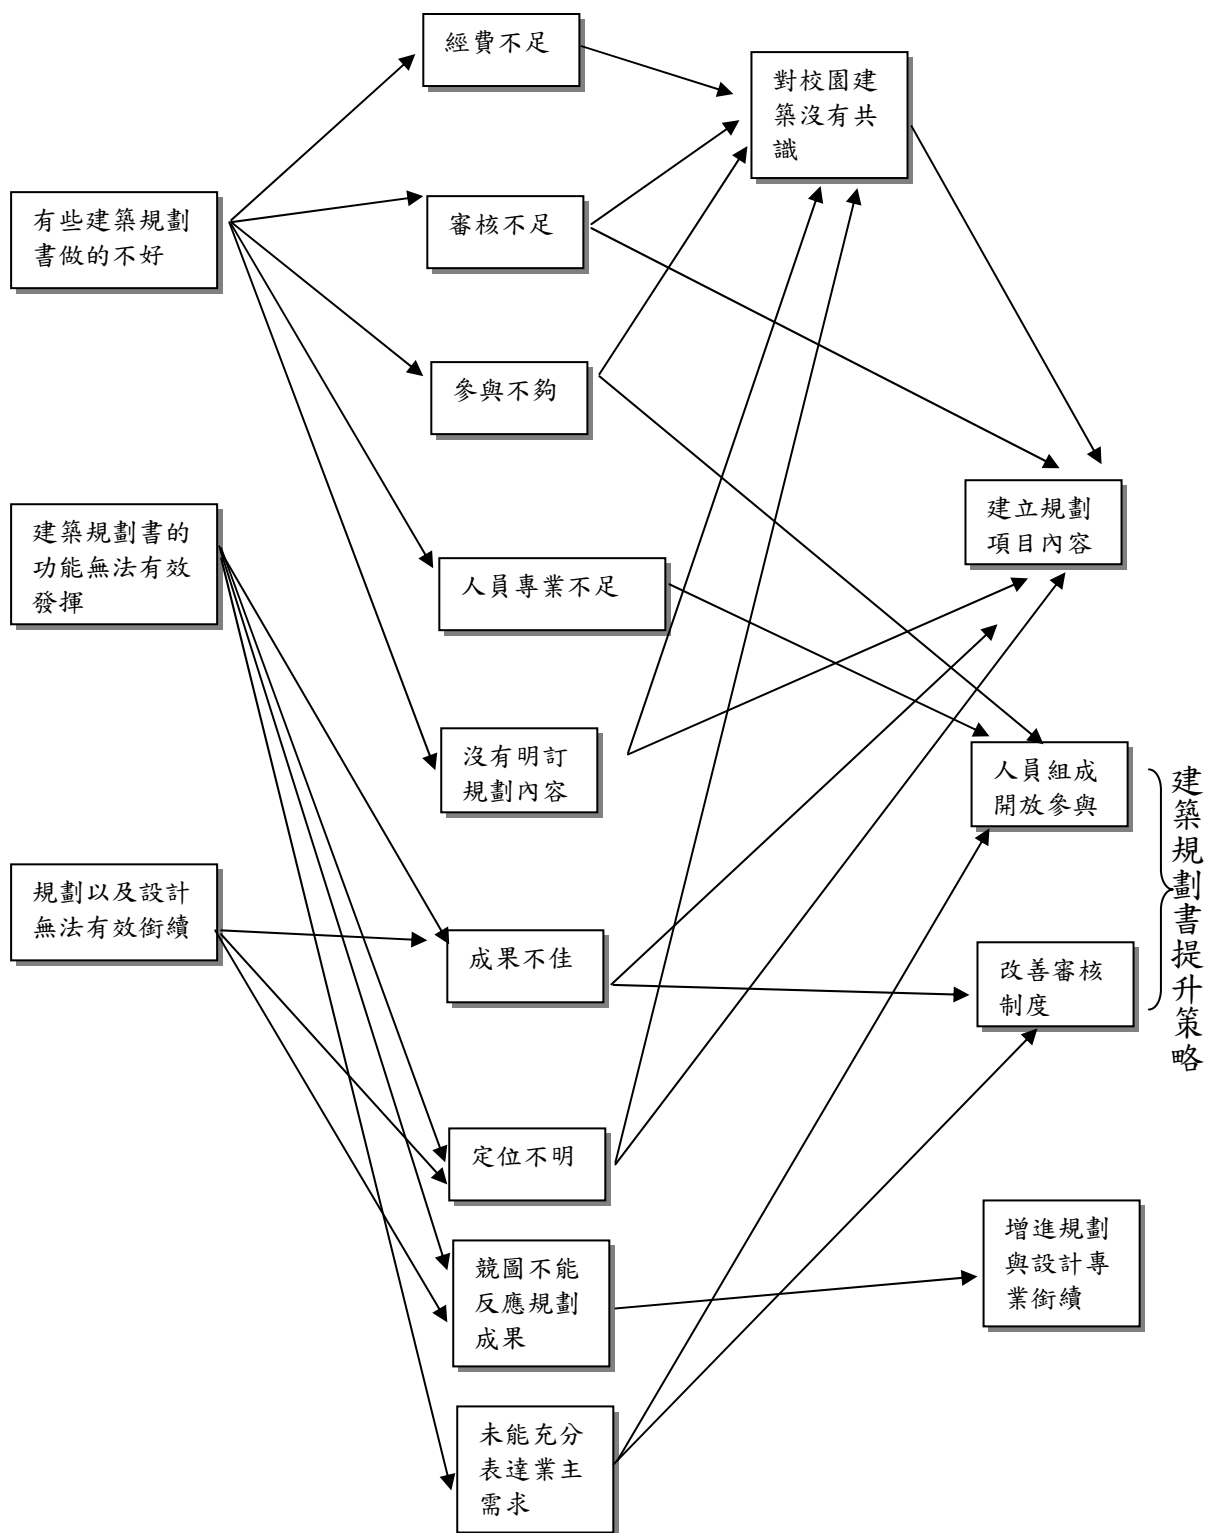 經費不足
對校園建
築沒有共
識
有些建築規劃
書做的不好
審核不足
參與不夠
建立規劃
項目內容
建築規劃書的
功能無法有效
發揮
人員專業不足
沒有明訂
規劃內容
人員組成
開放參與
建築規劃書提升策略
規劃以及設計
無法有效銜續
成果不佳
改善審核
制度
定位不明
增進規劃
與設計專
業銜續
競圖不能
反應規劃
成果
未能充分
表達業主
需求